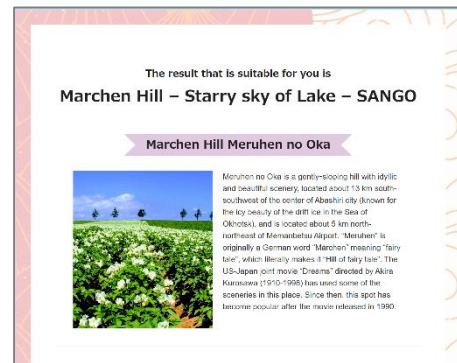 The result that is suitable for you is
Marchen Hill – Starry sky of Lake – SANGO
Marchen Hill Meruhen no Oka
Meruhen no Oka is a gently-sloping hill with idyllic
and beautiful scenery, located about 13 km south-
southwest of the center of Abashiri city (known for
the icy beauty of the drift ice in the Sea of
Okhotsk), and is located about 5 km north-
northeast of Memanbetsu Airport. "Meruhen" is
originally a German word "Märchen" meaning "fairy
tale", which literally makes it "Hill of fairy tale". The
US-Japan joint movie "Dreams" directed by Akira
Kurosawa (1910-1998) has used some of the
sceneries in this place. Since then, this spot has
become popular after the movie released in 1990.